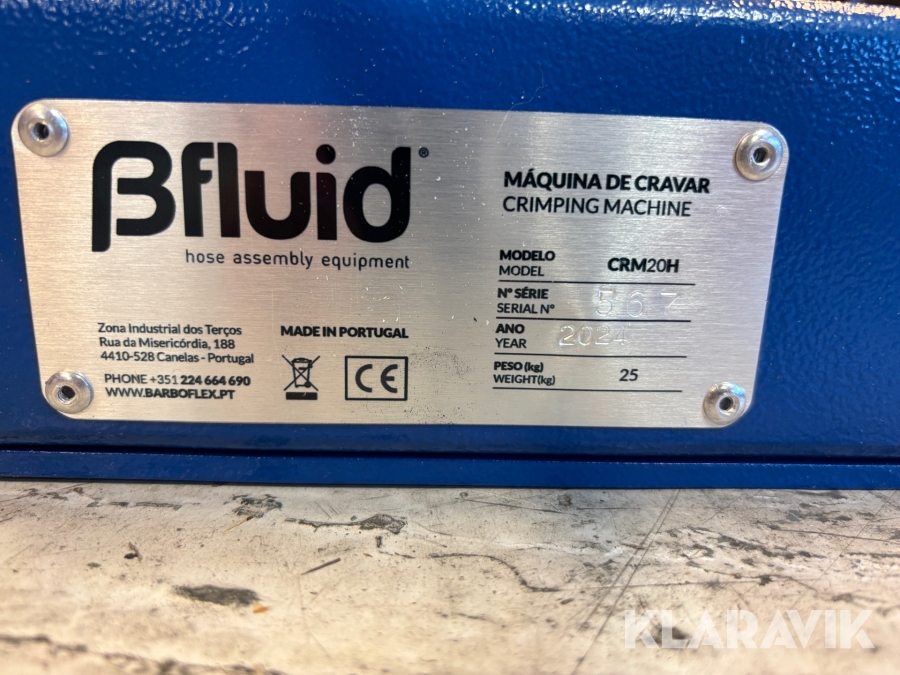 βfluid®
hose assembly equipment
Zona Industrial dos Terços
Rua da Misericórdia, 188
4410-528 Canelas - Portugal
PHONE +351 224 664 690
WWW.BARBOFLEX.PT
MADE IN PORTUGAL
CE
MÁQUINA DE CRAVAR
CRIMPING MACHINE
MODELO
MODEL CRM20H
Nº SÉRIE
SERIAL Nº 567
ANO
YEAR 2024
PESO (kg)
WEIGHT(kg) 25
KLARAVIK